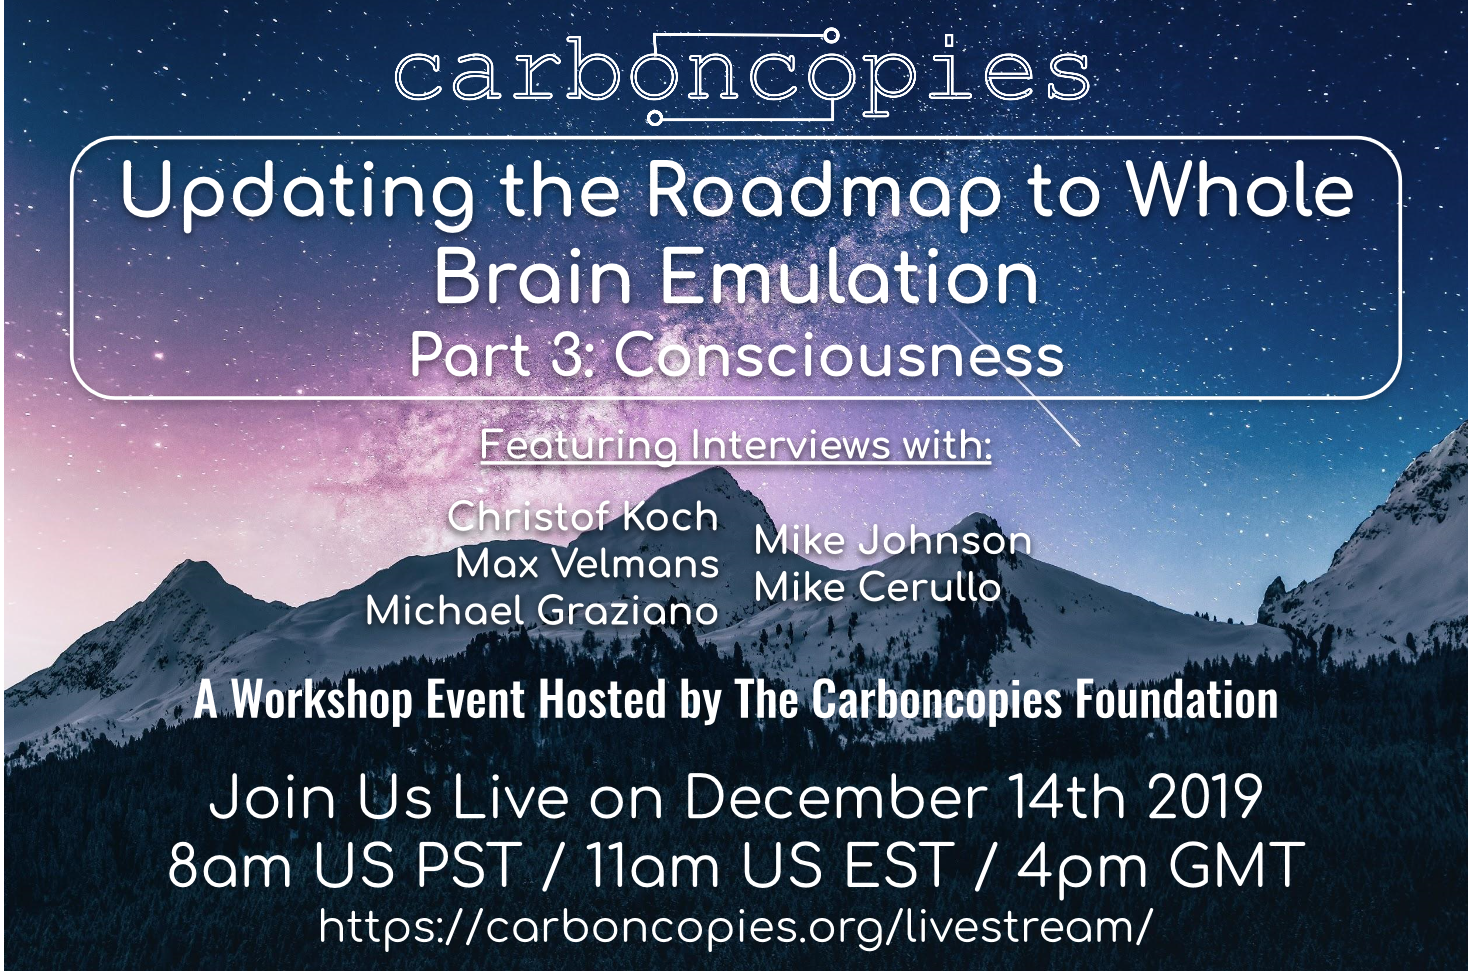 carboncopies
Updating the Roadmap to Whole
Brain Emulation
Part 3: Consciousness
Featuring Interviews with:
Christof Koch
Max Velmans
Michael Graziano
Mike Johnson
Mike Cerullo
A Workshop Event Hosted by The Carboncopies Foundation
Join Us Live on December 14th 2019
8am US PST / 11am US EST / 4pm GMT
https://carboncopies.org/livestream/